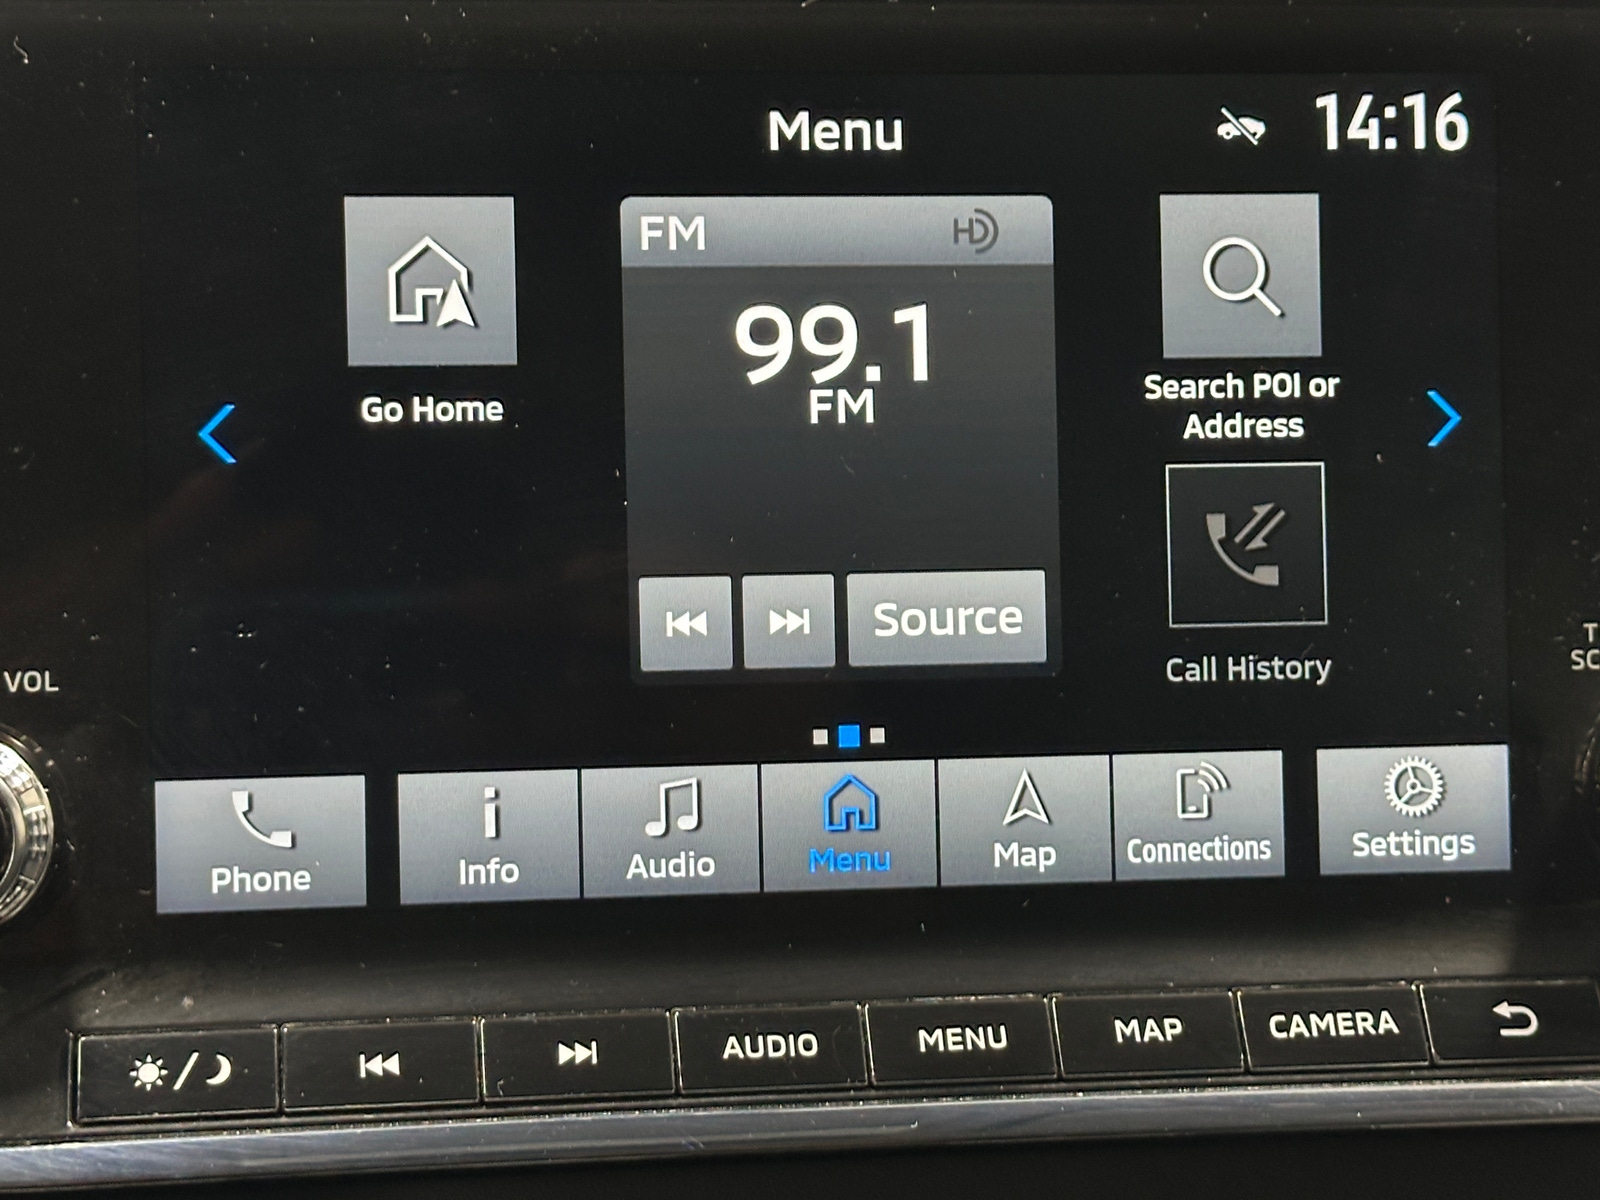 Menu
14:16
Go Home
FM
HD
99.1
FM
Source
Search POI or
Address
Call History
VOL
Phone
Info
Audio
Menu
Map
Connections
Settings
AUDIO
MENU
MAP
CAMERA